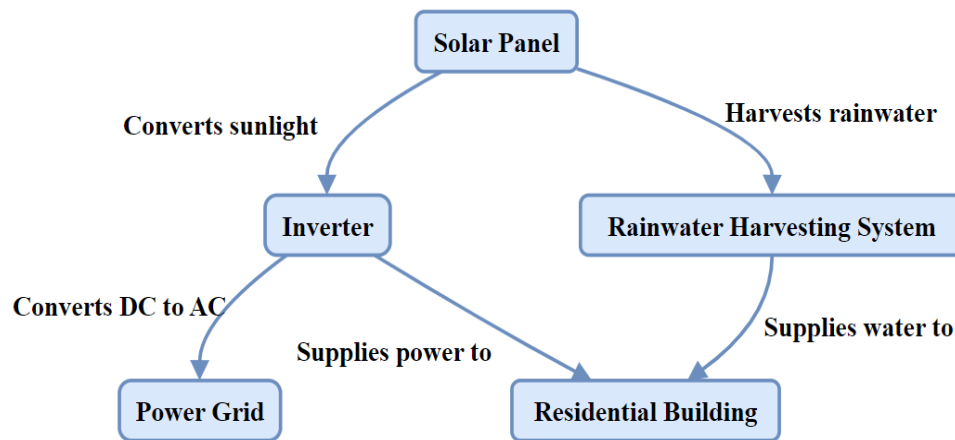 Solar Panel
Converts sunlight
Harvests rainwater
Inverter
Rainwater Harvesting System
Converts DC to AC
Supplies power to
Supplies water to
Power Grid
Residential Building